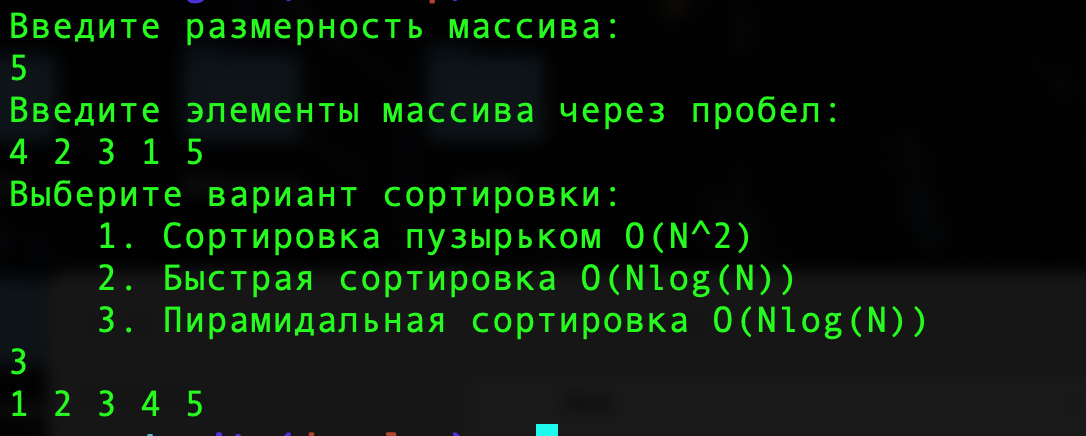 Введите размерность массива:
5
Введите элементы массива через пробел:
4 2 3 1 5
Выберите вариант сортировки:
1. Сортировка пузырьком O(N^2)
2. Быстрая сортировка O(Nlog(N))
3. Пирамидальная сортировка O(Nlog(N))
3
1 2 3 4 5